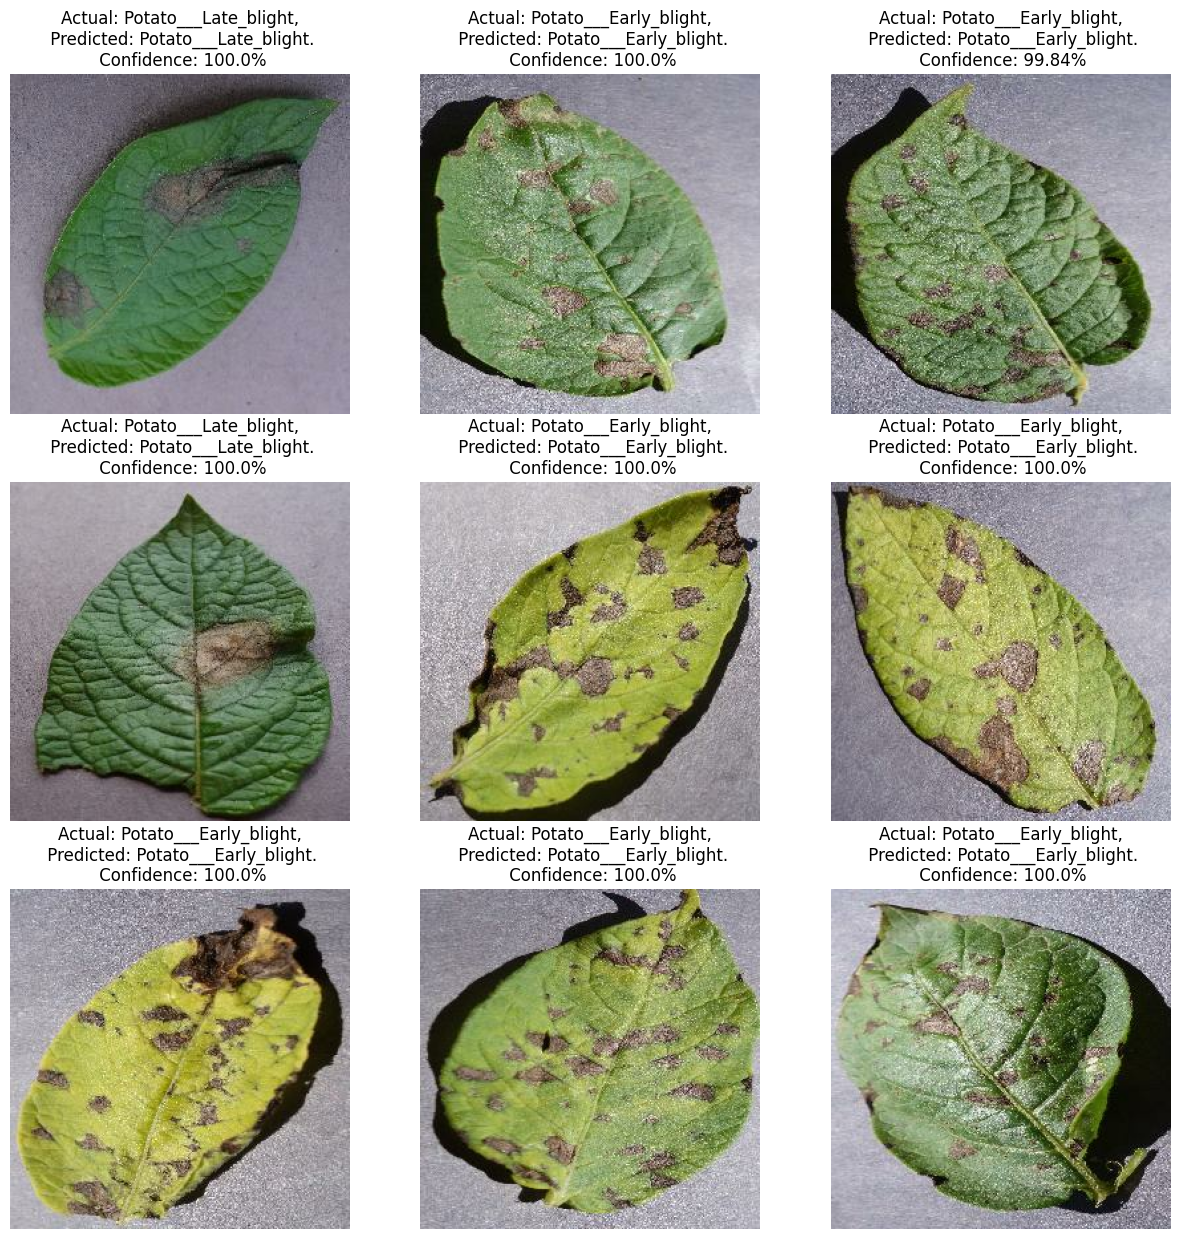 Actual: Potato___Late_blight,
Predicted: Potato___Late_blight.
Confidence: 100.0%
Actual: Potato___Early_blight,
Predicted: Potato___Early_blight.
Confidence: 100.0%
Actual: Potato___Early_blight,
Predicted: Potato___Early_blight.
Confidence: 99.84%
Actual: Potato___Late_blight,
Predicted: Potato___Late_blight.
Confidence: 100.0%
Actual: Potato___Early_blight,
Predicted: Potato___Early_blight.
Confidence: 100.0%
Actual: Potato___Early_blight,
Predicted: Potato___Early_blight.
Confidence: 100.0%
Actual: Potato___Early_blight,
Predicted: Potato___Early_blight.
Confidence: 100.0%
Actual: Potato___Early_blight,
Predicted: Potato___Early_blight.
Confidence: 100.0%
Actual: Potato___Early_blight,
Predicted: Potato___Early_blight.
Confidence: 100.0%